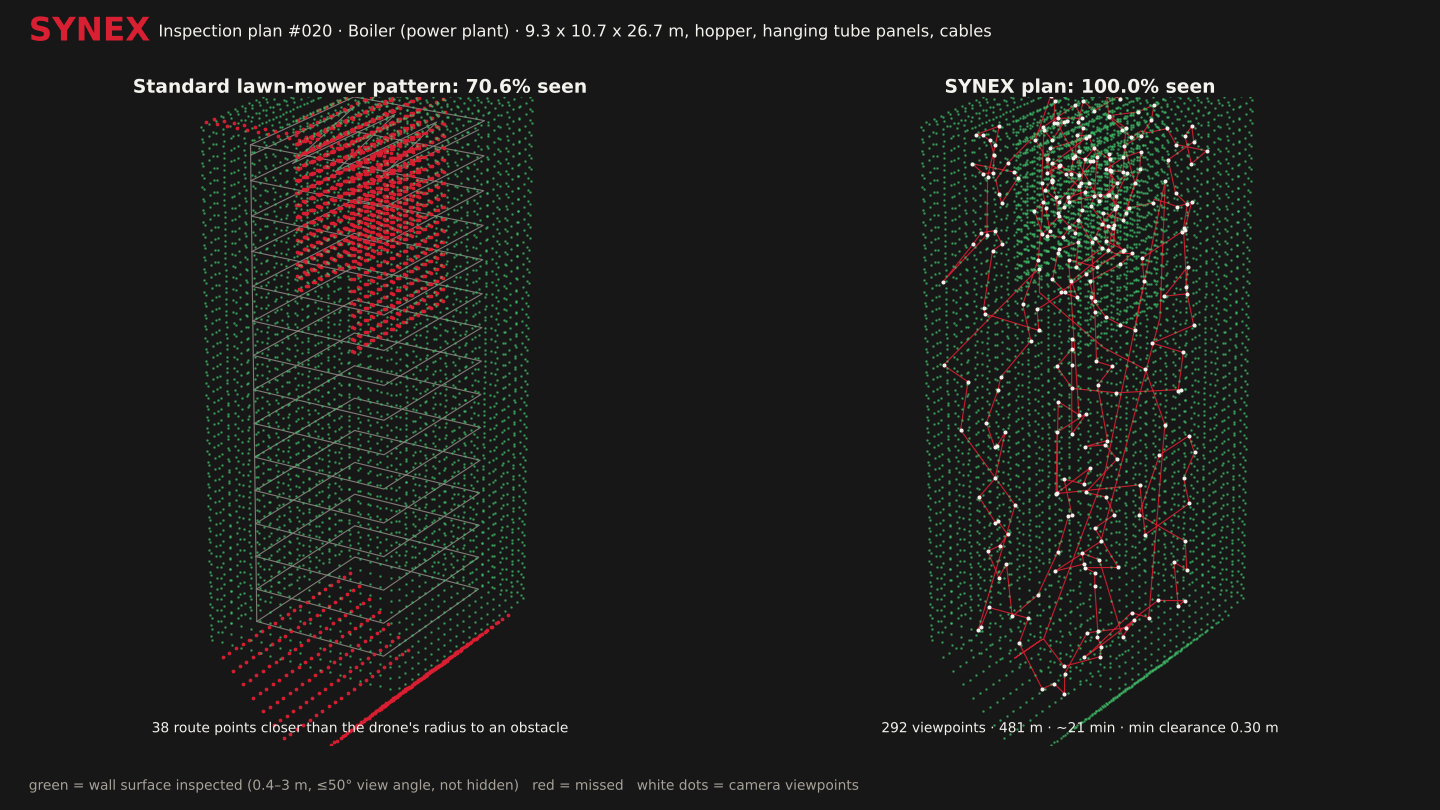 SYNEX Inspection plan #020 · Boiler (power plant) · 9.3 x 10.7 x 26.7 m, hopper, hanging tube panels, cables
Standard lawn-mower pattern: 70.6% seen
SYNEX plan: 100.0% seen
38 route points closer than the drone's radius to an obstacle
292 viewpoints · 481 m · ~21 min · min clearance 0.30 m
green = wall surface inspected (0.4–3 m, ≤50° view angle, not hidden)   red = missed   white dots = camera viewpoints